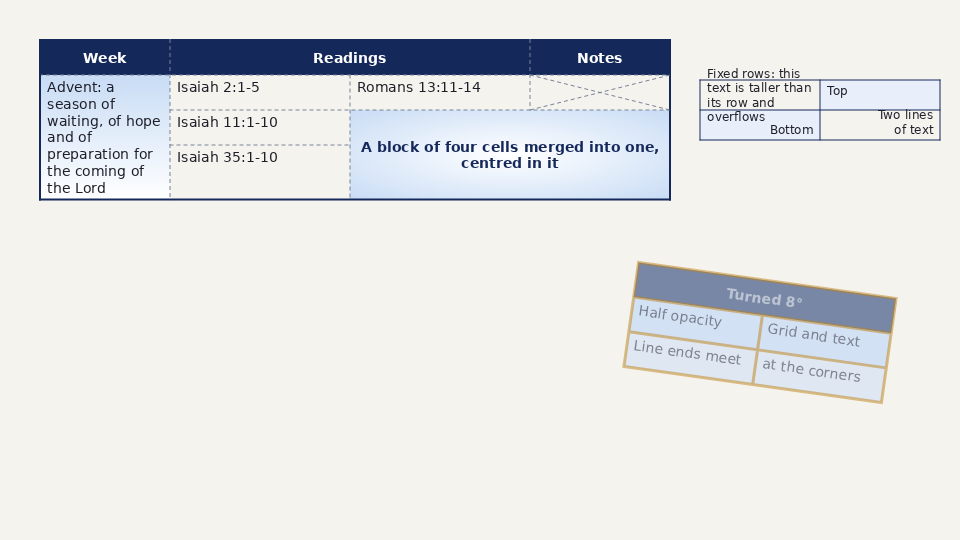 Week
Readings
Notes
Advent: a
season of
waiting, of hope
and of
preparation for
the coming of
the Lord
Isaiah 2:1-5
Romans 13:11-14
Isaiah 11:1-10
A block of four cells merged into one,
centred in it
Isaiah 35:1-10
Fixed rows: this
text is taller than
its row and
overflows
Top
Bottom
Two lines
of text
Turned 8°
Half opacity
Grid and text
Line ends meet
at the corners